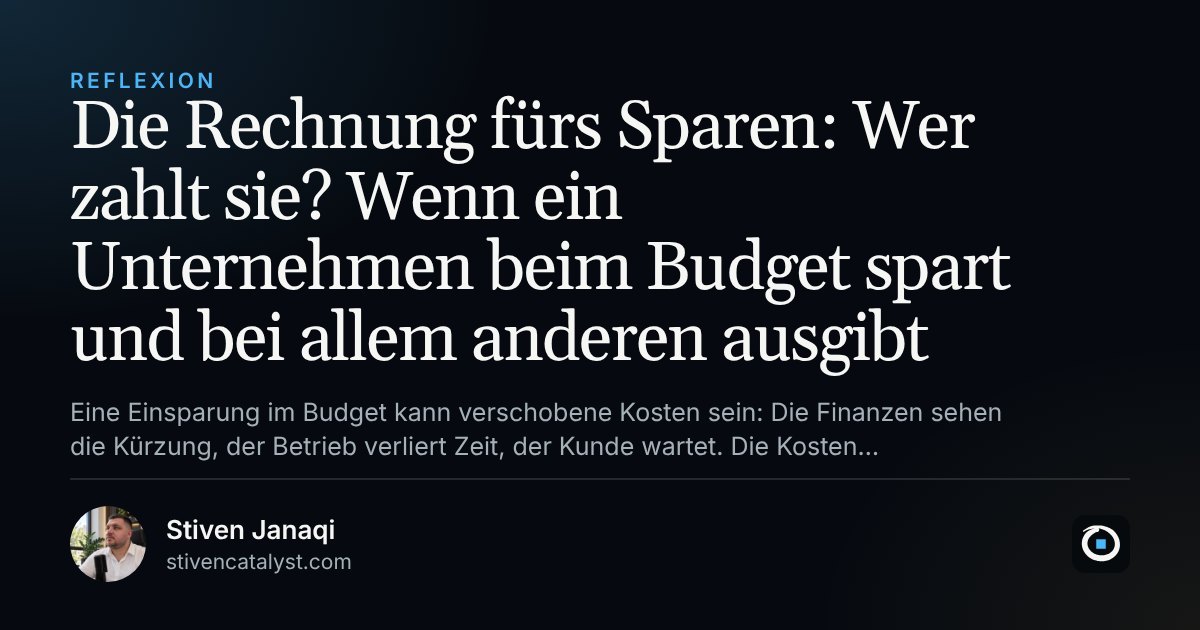 REFLEXION
Die Rechnung fürs Sparen: Wer
zahlt sie? Wenn ein
Unternehmen beim Budget spart
und bei allem anderen ausgibt
Eine Einsparung im Budget kann verschobene Kosten sein: Die Finanzen sehen
die Kürzung, der Betrieb verliert Zeit, der Kunde wartet. Die Kosten...
Stiven Janaqi
stivencatalyst.com